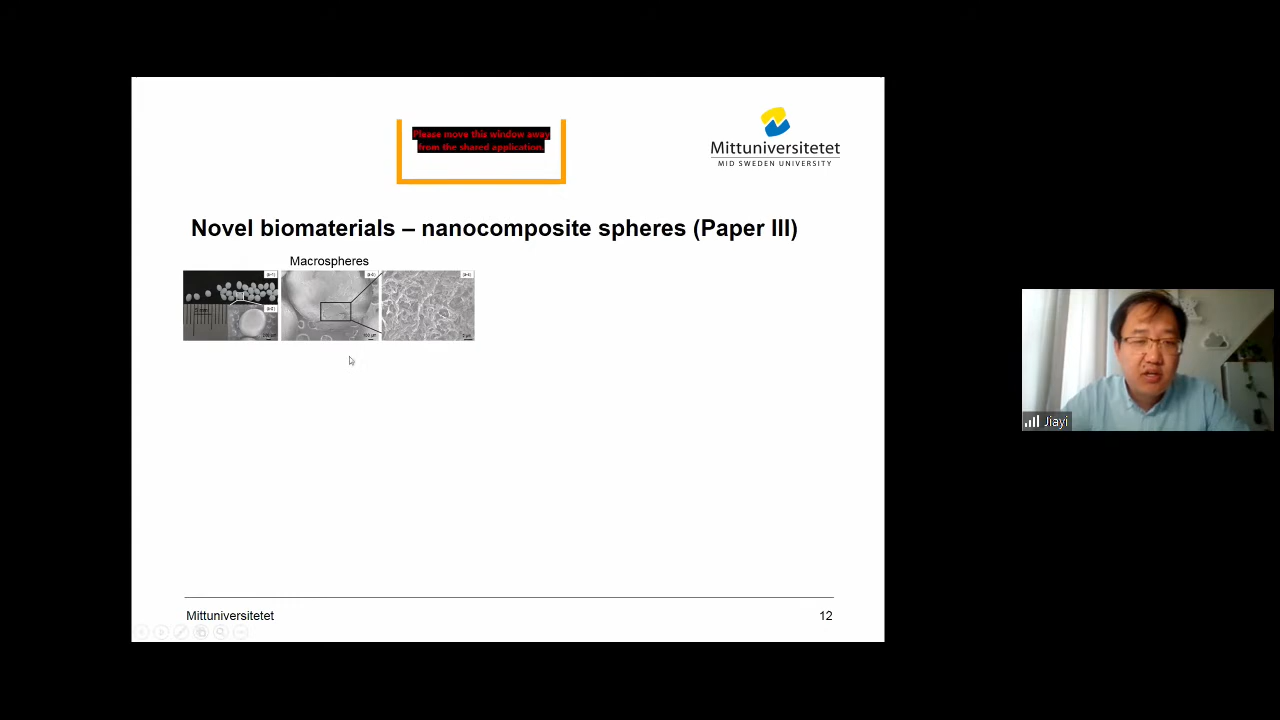 Please move this window away
from the shared application.
Mittuniversitetet
MID SWEDEN UNIVERSITY
Novel biomaterials – nanocomposite spheres (Paper III)
Macrospheres
Jiayi
Mittuniversitetet
12